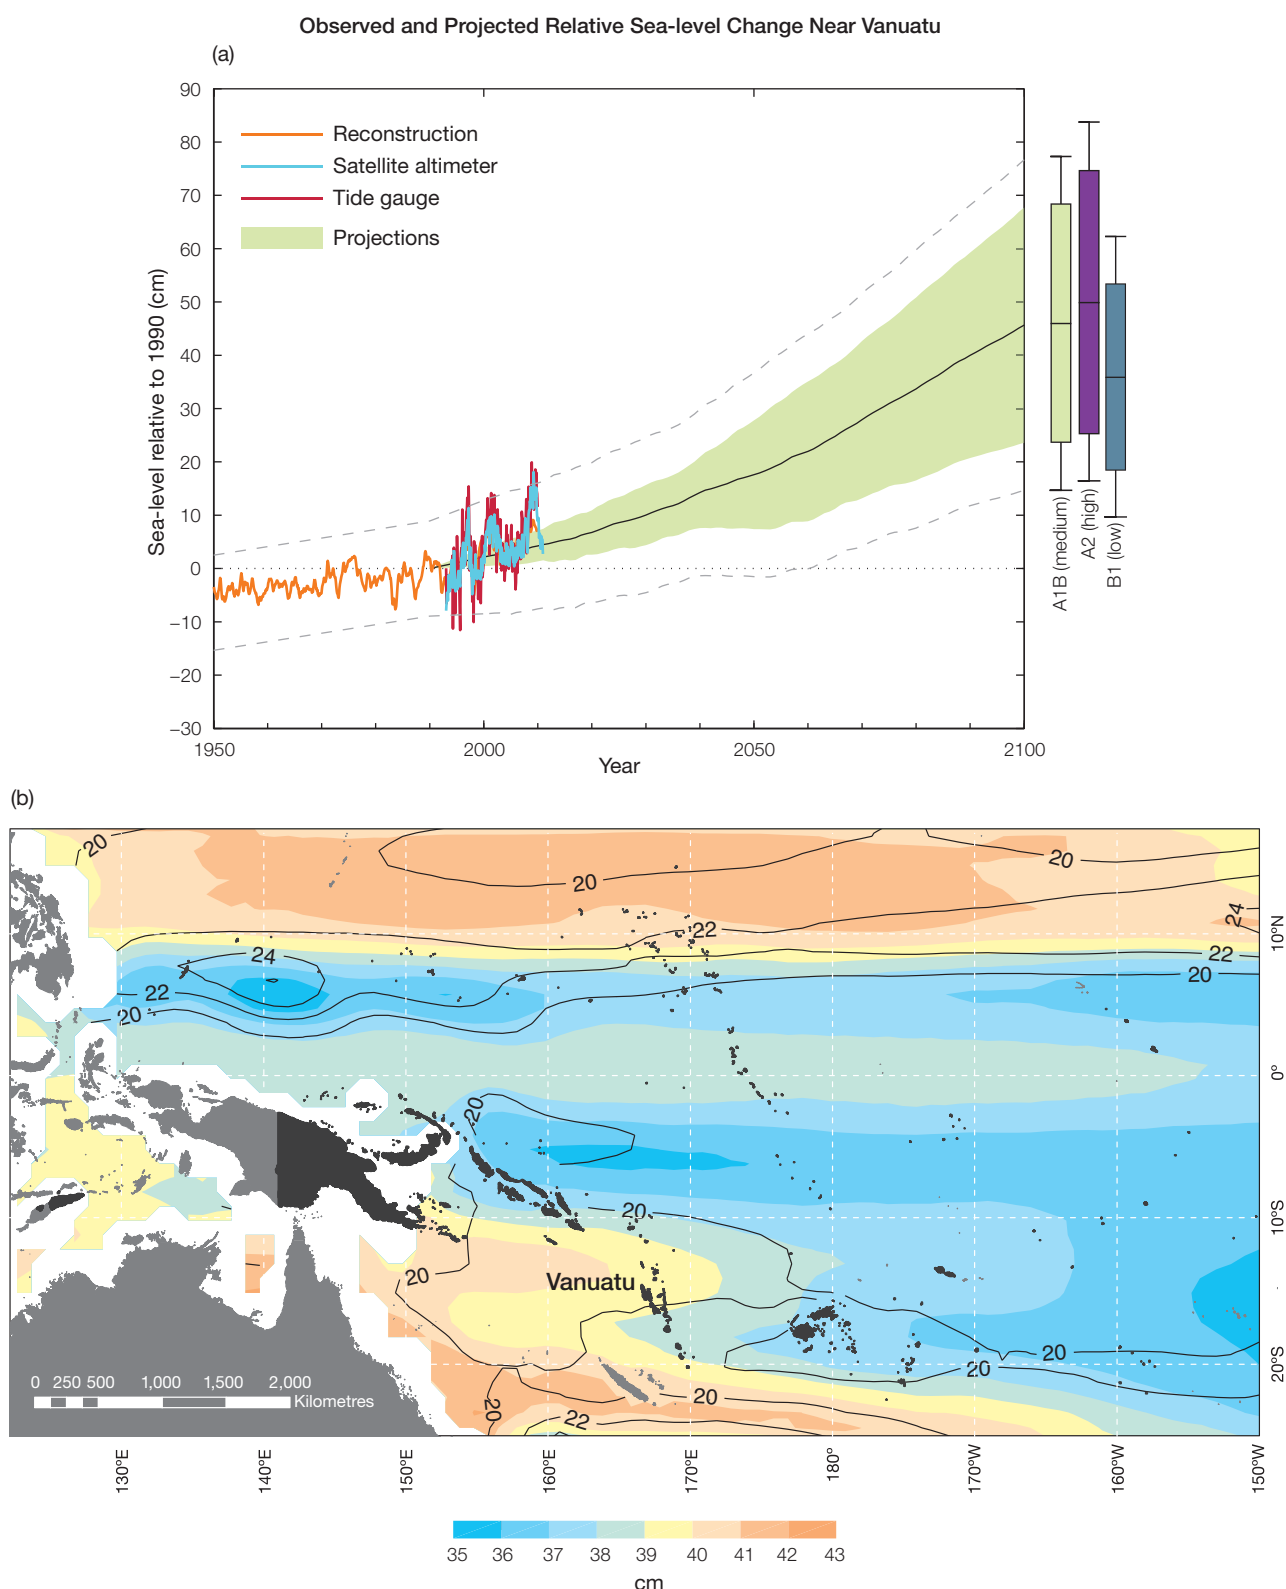 Observed and Projected Relative Sea-level Change Near Vanuatu
(a)
90
80
70
60
50
40
30
20
10
0
−10
−20
−30
Sea-level relative to 1990 (cm)
Reconstruction
Satellite altimeter
Tide gauge
Projections
1950
2000
2050
2100
Year
A1B (medium)
A2 (high)
B1 (low)
(b)
20
20
20
22
24
24
22
22
20
20
20
20
20
Vanuatu
20
20
20
20
22
0 250 500 1,000 1,500 2,000
Kilometres
10°N
0°
10°S
20°S
130°E
140°E
150°E
160°E
170°E
180°
170°W
160°W
150°W
35 36 37 38 39 40 41 42 43
cm